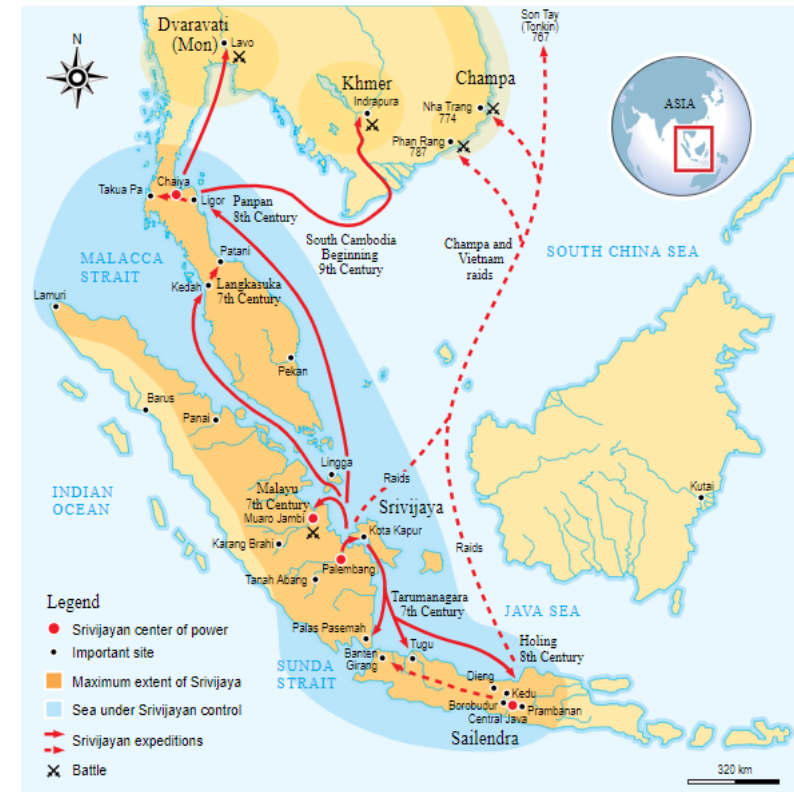 Son Tay
(Tonkin)
767
Dvaravati
(Mon)
Lavo
N
Khmer
Indrapura
Champa
Nha Trang
774
Phan Rang
787
ASIA
Chaiya
Takua Pa
Ligor
Panpan
8th Century
South Cambodia
Beginning
9th Century
Champa and
Vietnam
raids
SOUTH CHINA SEA
MALACCA
STRAIT
Patani
Kedah
Langkasuka
7th Century
Lamuri
Pekan
Barus
Panai
Lingga
Raids
Kutai
INDIAN
OCEAN
Malayu
7th Century
Muaro Jambi
Srivijaya
Kota Kapur
Karang Brahi
Raids
Palembang
Tanah Abang
Tarumanagara
7th Century
JAVA SEA
Palas Pasemah
Tugu
Holing
8th Century
Banten
Girang
SUNDA
STRAIT
Dieng
Kedu
Borobudur
Prambanan
Central Java
Sailendra
Legend
Srivijayan center of power
Important site
Maximum extent of Srivijaya
Sea under Srivijayan control
Srivijayan expeditions
Battle
320 km